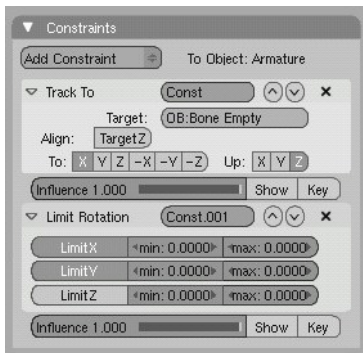 Constraints
Add Constraint To Object: Armature
Track To Const
Target: OB:Bone Empty
Align: TargetZ
To: X Y Z -X -Y -Z Up: X Y Z
Influence 1.000 Show Key
Limit Rotation Const.001
LimitX min: 0.0000 max: 0.0000
LimitY min: 0.0000 max: 0.0000
LimitZ min: 0.0000 max: 0.0000
Influence 1.000 Show Key